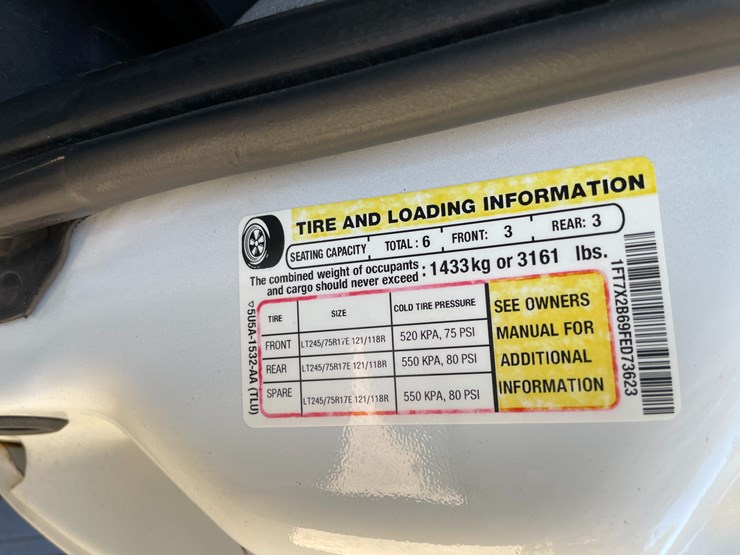 TIRE AND LOADING INFORMATION
SEATING CAPACITY TOTAL : 6 FRONT: 3 REAR: 3
The combined weight of occupants and cargo should never exceed : 1433 kg or 3161 lbs.
TIRE SIZE COLD TIRE PRESSURE
FRONT LT245/75R17E 121/118R 520 KPA, 75 PSI
REAR LT245/75R17E 121/118R 550 KPA, 80 PSI
SPARE LT245/75R17E 121/118R 550 KPA, 80 PSI
SEE OWNERS
MANUAL FOR
ADDITIONAL
INFORMATION
5U5A-1532-AA (TLU)
1FT7X2B69FED73623